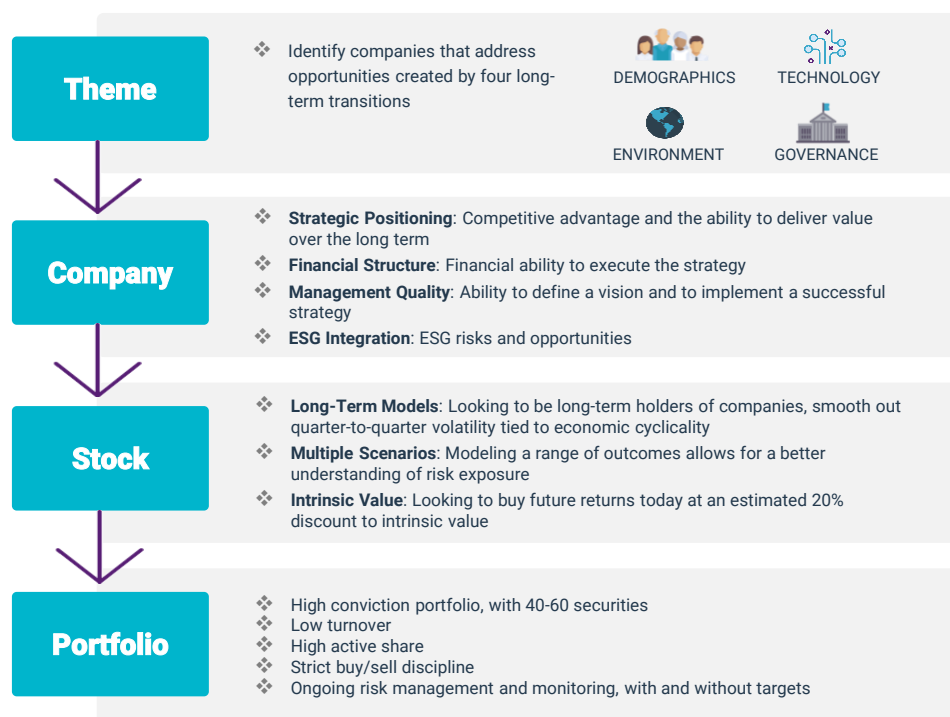 Theme
❖ Identify companies that address
opportunities created by four long-
term transitions
DEMOGRAPHICS
TECHNOLOGY
ENVIRONMENT
GOVERNANCE
Company
❖ Strategic Positioning: Competitive advantage and the ability to deliver value
over the long term
❖ Financial Structure: Financial ability to execute the strategy
❖ Management Quality: Ability to define a vision and to implement a successful
strategy
❖ ESG Integration: ESG risks and opportunities
Stock
❖ Long-Term Models: Looking to be long-term holders of companies, smooth out
quarter-to-quarter volatility tied to economic cyclicality
❖ Multiple Scenarios: Modeling a range of outcomes allows for a better
understanding of risk exposure
❖ Intrinsic Value: Looking to buy future returns today at an estimated 20%
discount to intrinsic value
Portfolio
❖ High conviction portfolio, with 40-60 securities
❖ Low turnover
❖ High active share
❖ Strict buy/sell discipline
❖ Ongoing risk management and monitoring, with and without targets